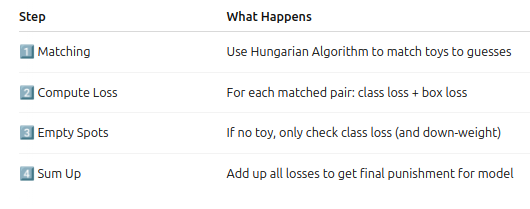 Step What Happens
1️⃣ Matching Use Hungarian Algorithm to match toys to guesses
2️⃣ Compute Loss For each matched pair: class loss + box loss
3️⃣ Empty Spots If no toy, only check class loss (and down-weight)
4️⃣ Sum Up Add up all losses to get final punishment for model